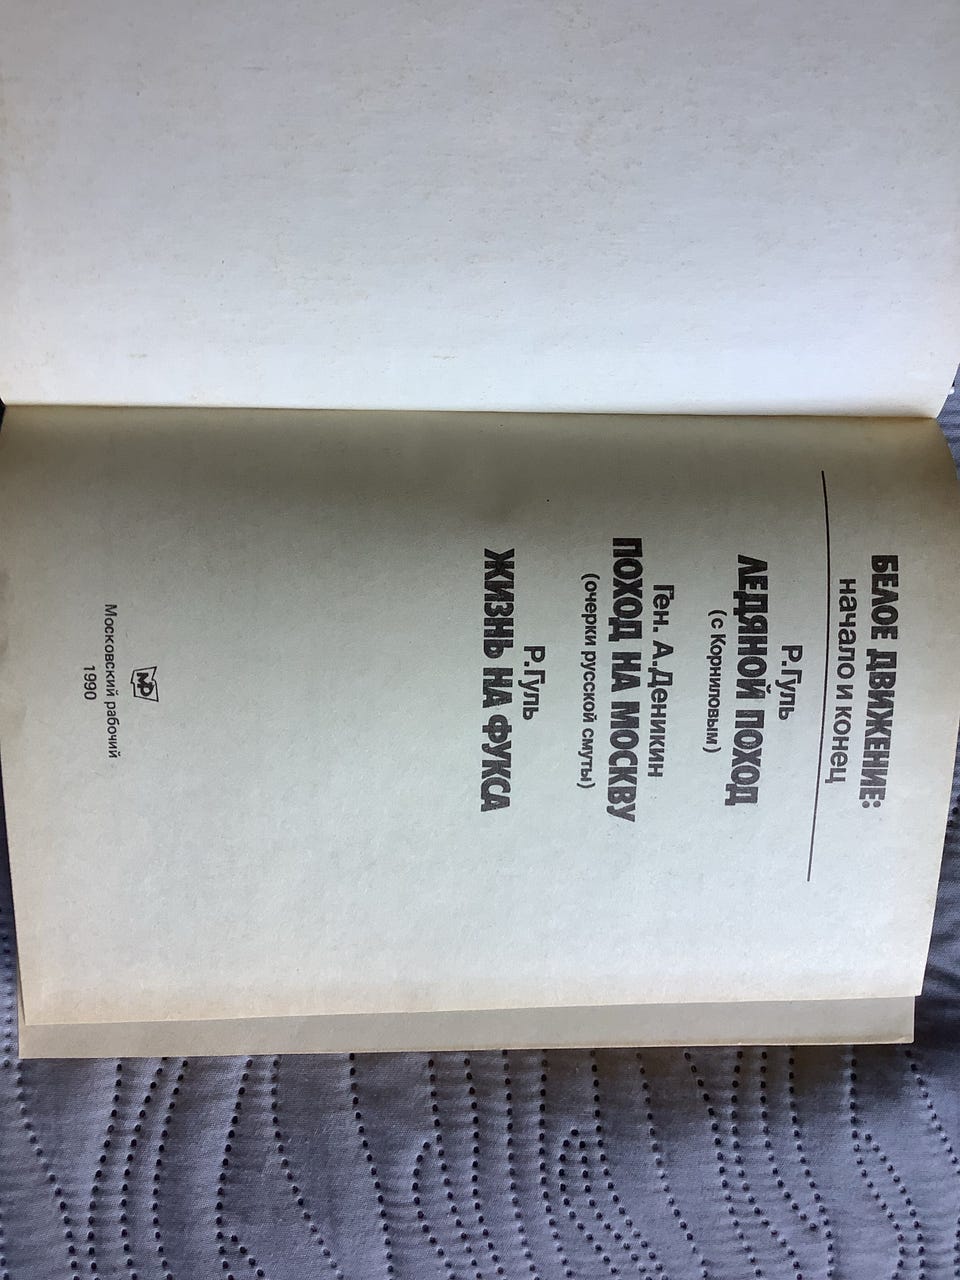 БЕЛОЕ ДВИЖЕНИЕ:
начало и конец
Р.Гуль
ЛЕДЯНОЙ ПОХОД
(с Корниловым)
Ген. А.Деникин
ПОХОД НА МОСКВУ
(очерки русской смуты)
Р.Гуль
ЖИЗНЬ НА ФУКСА
МР
Московский рабочий
1990